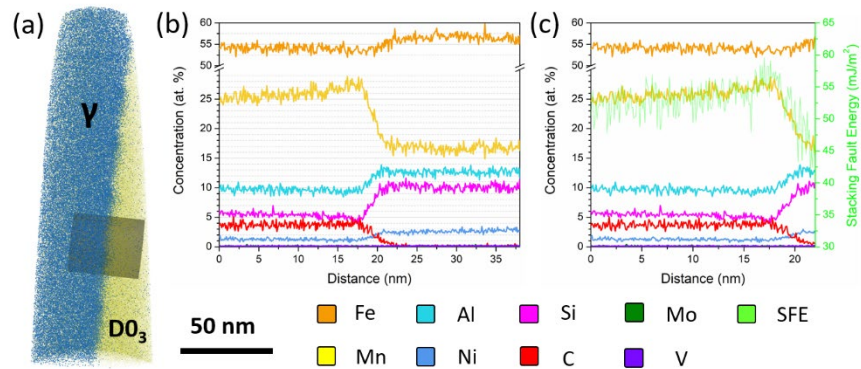 (a)
γ
D0₃
50 nm
(b)
Concentration (at. %)
60
55
50
25
20
15
10
5
0
0 5 10 15 20 25 30 35
Distance (nm)
(c)
Concentration (at. %)
60
55
50
25
20
15
10
5
0
0 5 10 15 20
Distance (nm)
65
60
55
50
45
40
35
30
Stacking Fault Energy (mJ/m²)
Fe Al Si Mo SFE
Mn Ni C V